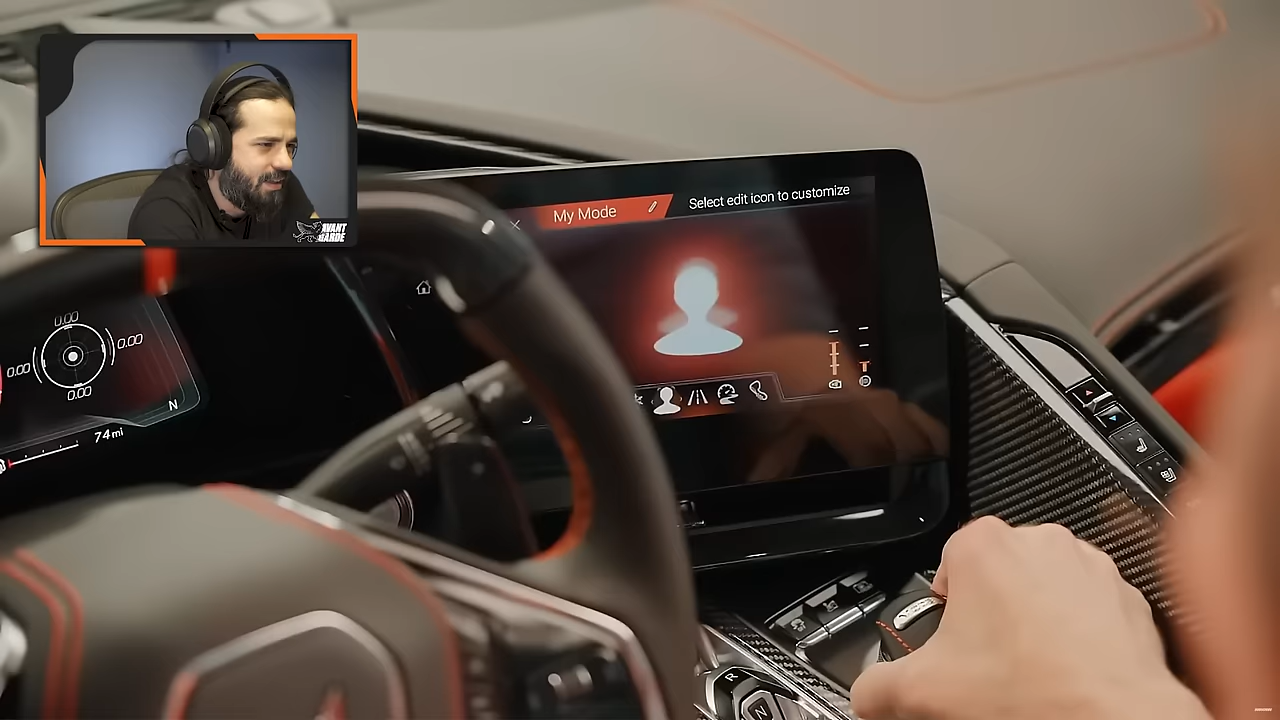 AVANT
GARDE
My Mode
Select edit icon to customize
0.00
0.00
0.00
0.00
N
74mi
R
N